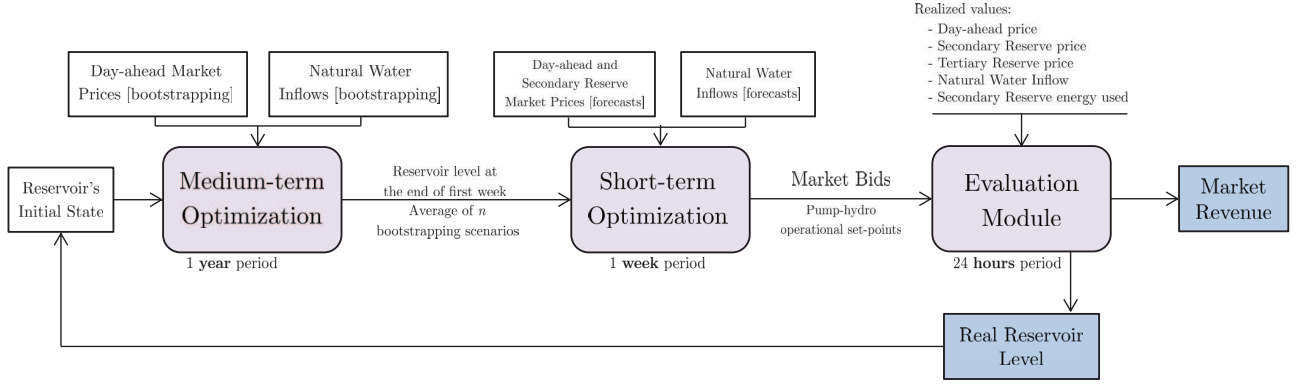 Realized values:
- Day-ahead price
- Secondary Reserve price
- Tertiary Reserve price
- Natural Water Inflow
- Secondary Reserve energy used
Day-ahead Market
Prices [bootstrapping]
Natural Water
Inflows [bootstrapping]
Day-ahead and
Secondary Reserve
Market Prices [forecasts]
Natural Water
Inflows [forecasts]
Reservoir's
Initial State
Medium-term
Optimization
1 year period
Reservoir level at
the end of first week
Average of n
bootstrapping scenarios
Short-term
Optimization
1 week period
Market Bids
Pump-hydro
operational set-points
Evaluation
Module
24 hours period
Market
Revenue
Real Reservoir
Level